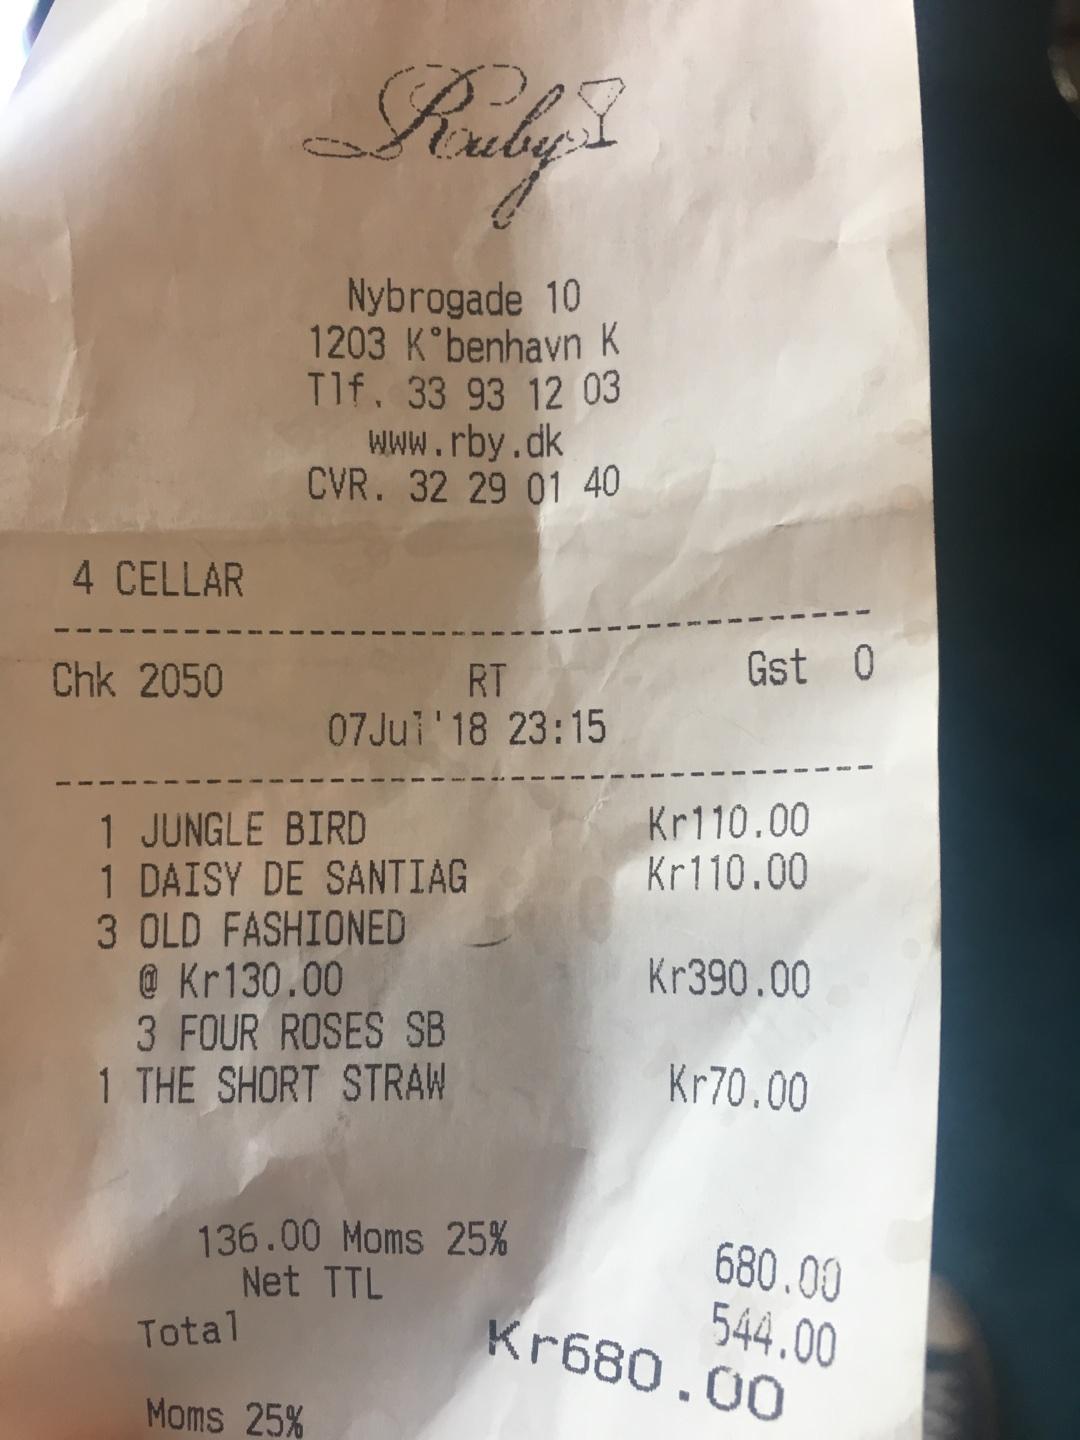 Ruby
Nybrogade 10
1203 K°benhavn K
Tlf. 33 93 12 03
www.rby.dk
CVR. 32 29 01 40
4 CELLAR
Chk 2050 RT Gst 0
07Jul'18 23:15
1 JUNGLE BIRD Kr110.00
1 DAISY DE SANTIAG Kr110.00
3 OLD FASHIONED
@ Kr130.00 Kr390.00
3 FOUR ROSES SB
1 THE SHORT STRAW Kr70.00
136.00 Moms 25% 680.00
Net TTL 544.00
Total Kr680.00
Moms 25%